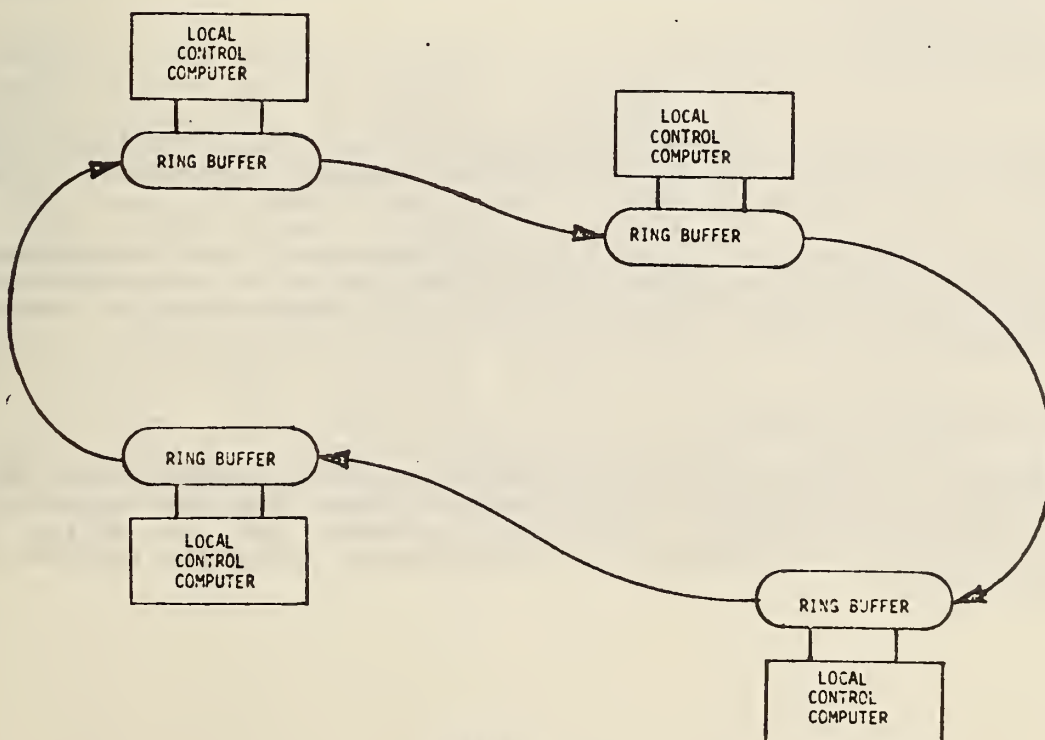 LOCAL
CONTROL
COMPUTER
RING BUFFER
LOCAL
CONTROL
COMPUTER
RING BUFFER
RING BUFFER
LOCAL
CONTROL
COMPUTER
RING BUFFER
LOCAL
CONTROL
COMPUTER